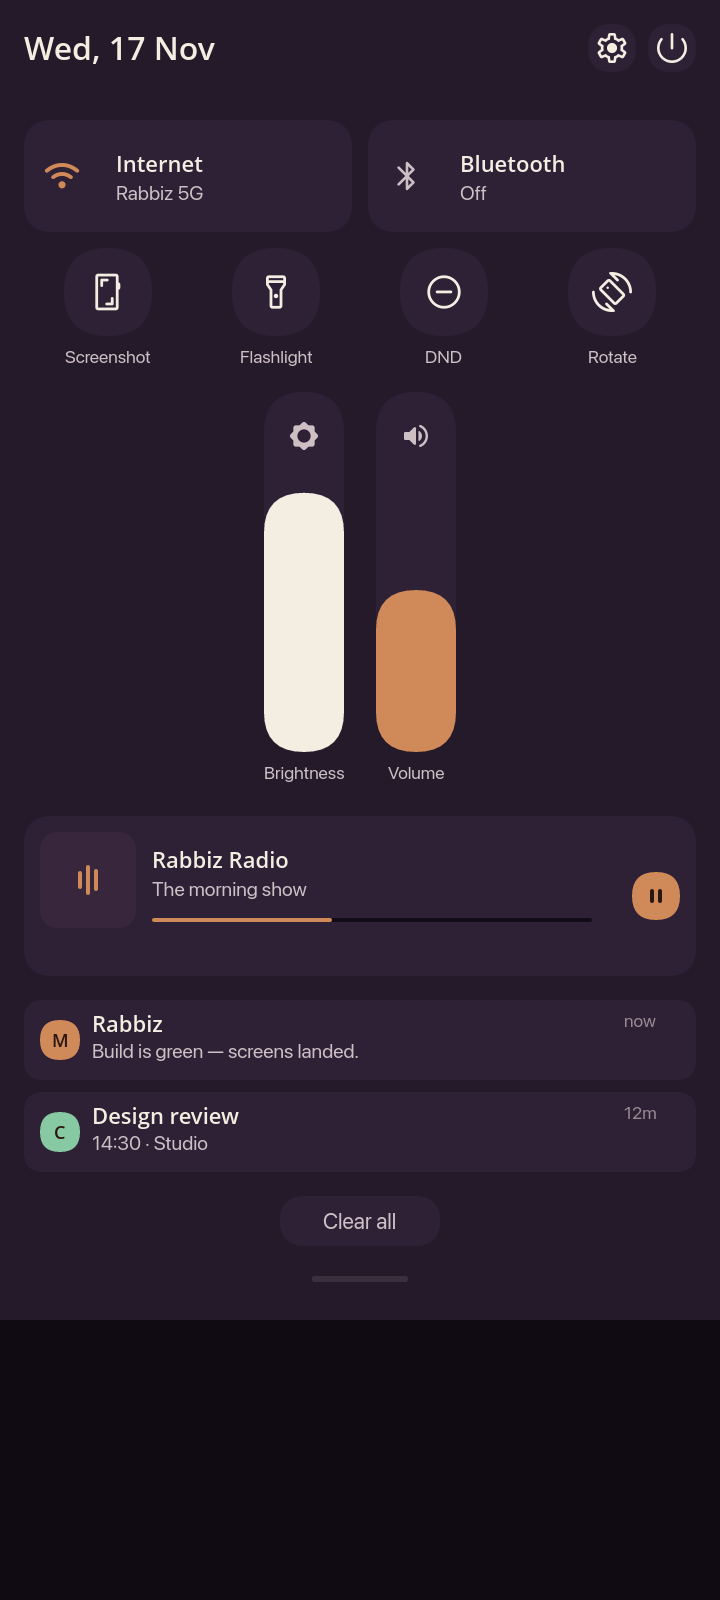 Wed, 17 Nov
Internet
Rabbiz 5G
Bluetooth
Off
Screenshot
Flashlight
DND
Rotate
Brightness
Volume
Rabbiz Radio
The morning show
M
Rabbiz
now
Build is green — screens landed.
C
Design review
12m
14:30 · Studio
Clear all